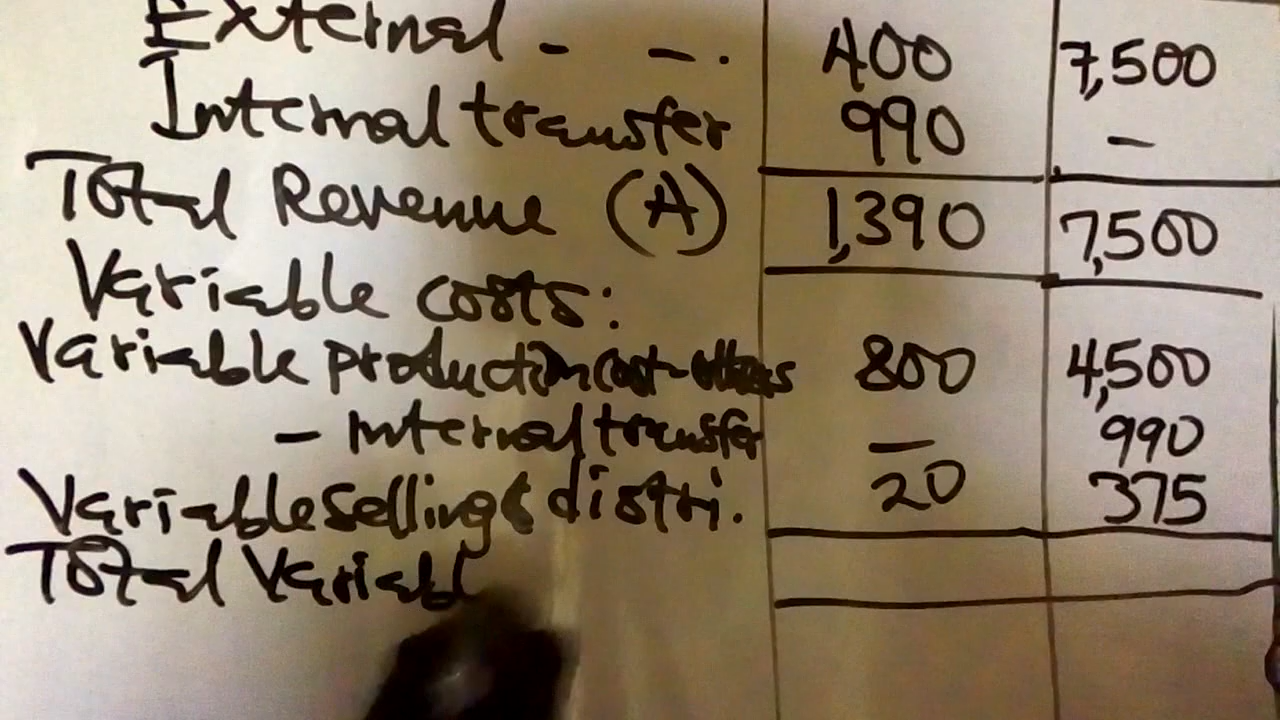 External - - . 400 7,500
Internal transfer 990 -
Total Revenue (A) 1,390 7,500
Variable costs:
Variable production cost-others 800 4,500
- Internal transfer - 990
Variable selling & distri. 20 375
Total Variabl